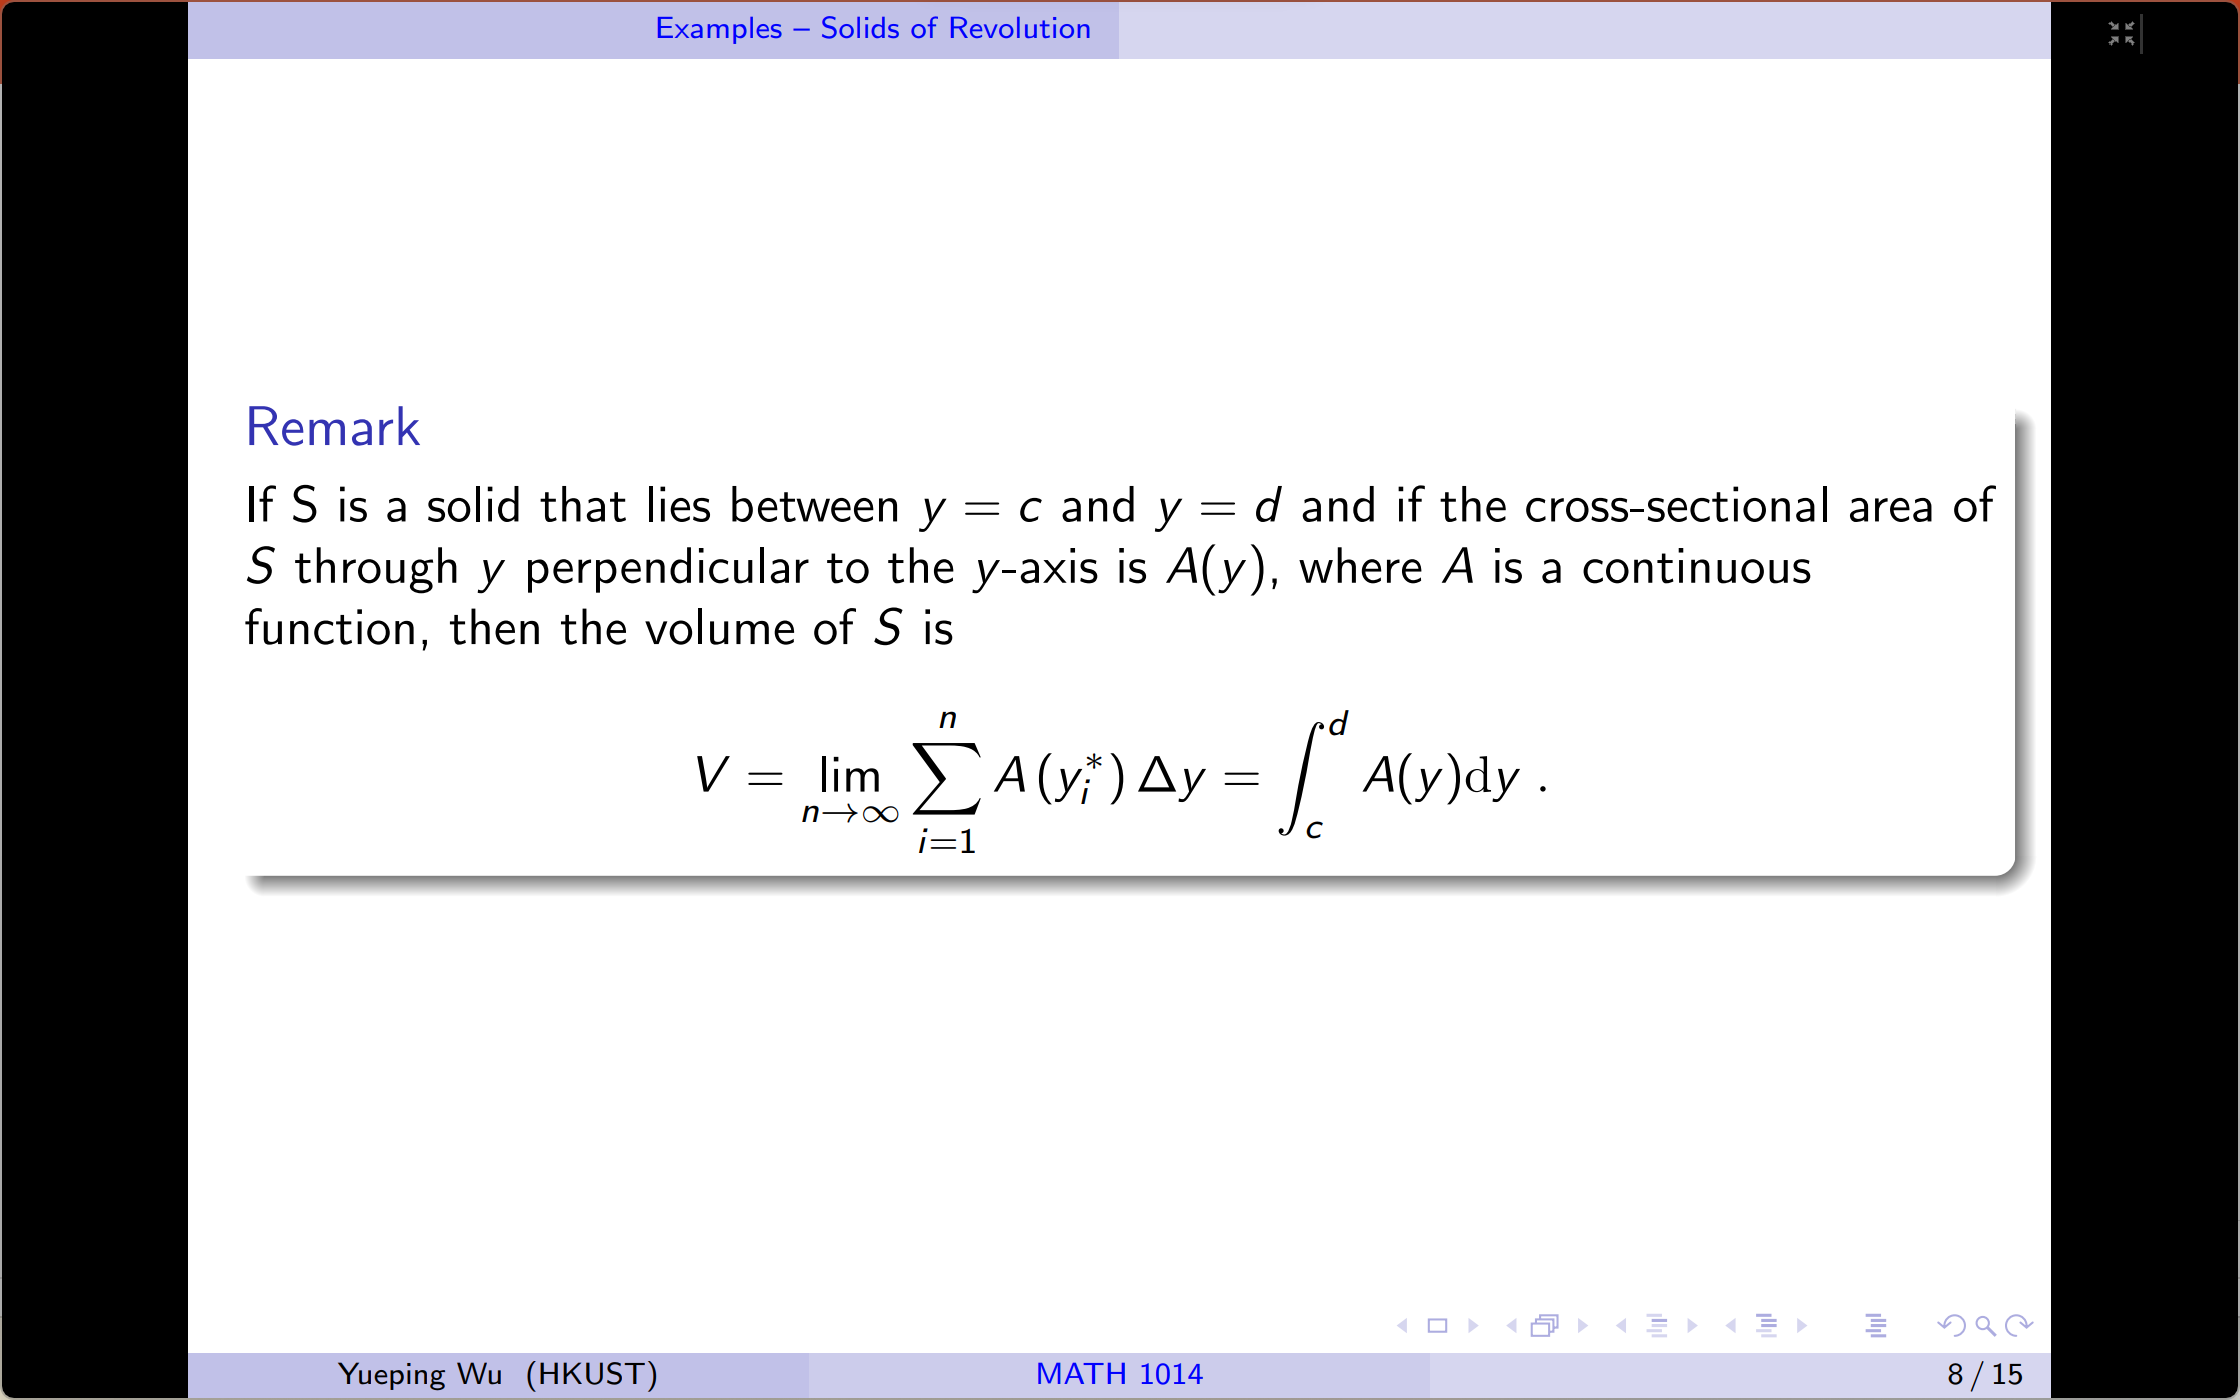 Examples – Solids of Revolution
Remark
If S is a solid that lies between y = c and y = d and if the cross-sectional area of
S through y perpendicular to the y-axis is A(y), where A is a continuous
function, then the volume of S is
V = lim_{n→∞} ∑_{i=1}^{n} A(y_i^*) Δy = ∫_c^d A(y)dy .
Yueping Wu (HKUST)
MATH 1014
8 / 15